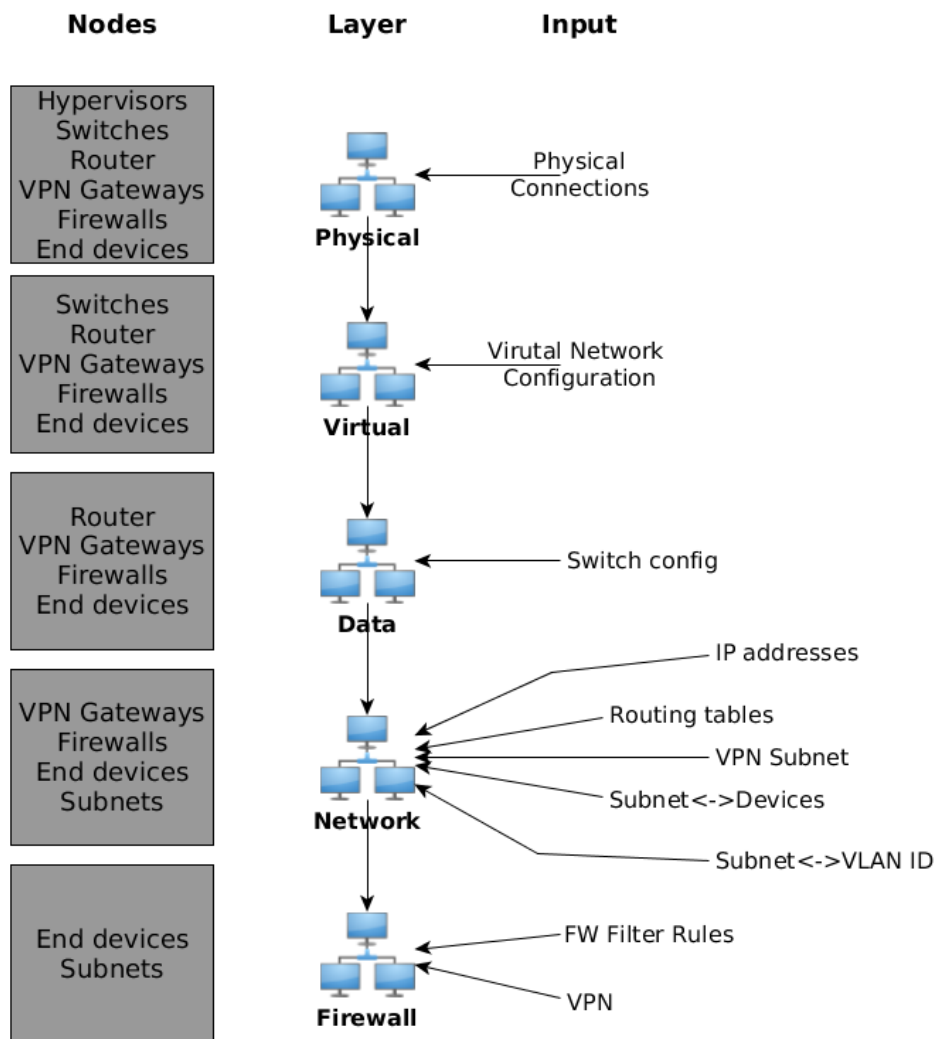 Nodes
Layer
Input
Hypervisors
Switches
Router
VPN Gateways
Firewalls
End devices
Physical
Physical
Connections
Switches
Router
VPN Gateways
Firewalls
End devices
Virtual
Virutal Network
Configuration
Router
VPN Gateways
Firewalls
End devices
Data
Switch config
VPN Gateways
Firewalls
End devices
Subnets
Network
IP addresses
Routing tables
VPN Subnet
Subnet<->Devices
Subnet<->VLAN ID
End devices
Subnets
Firewall
FW Filter Rules
VPN